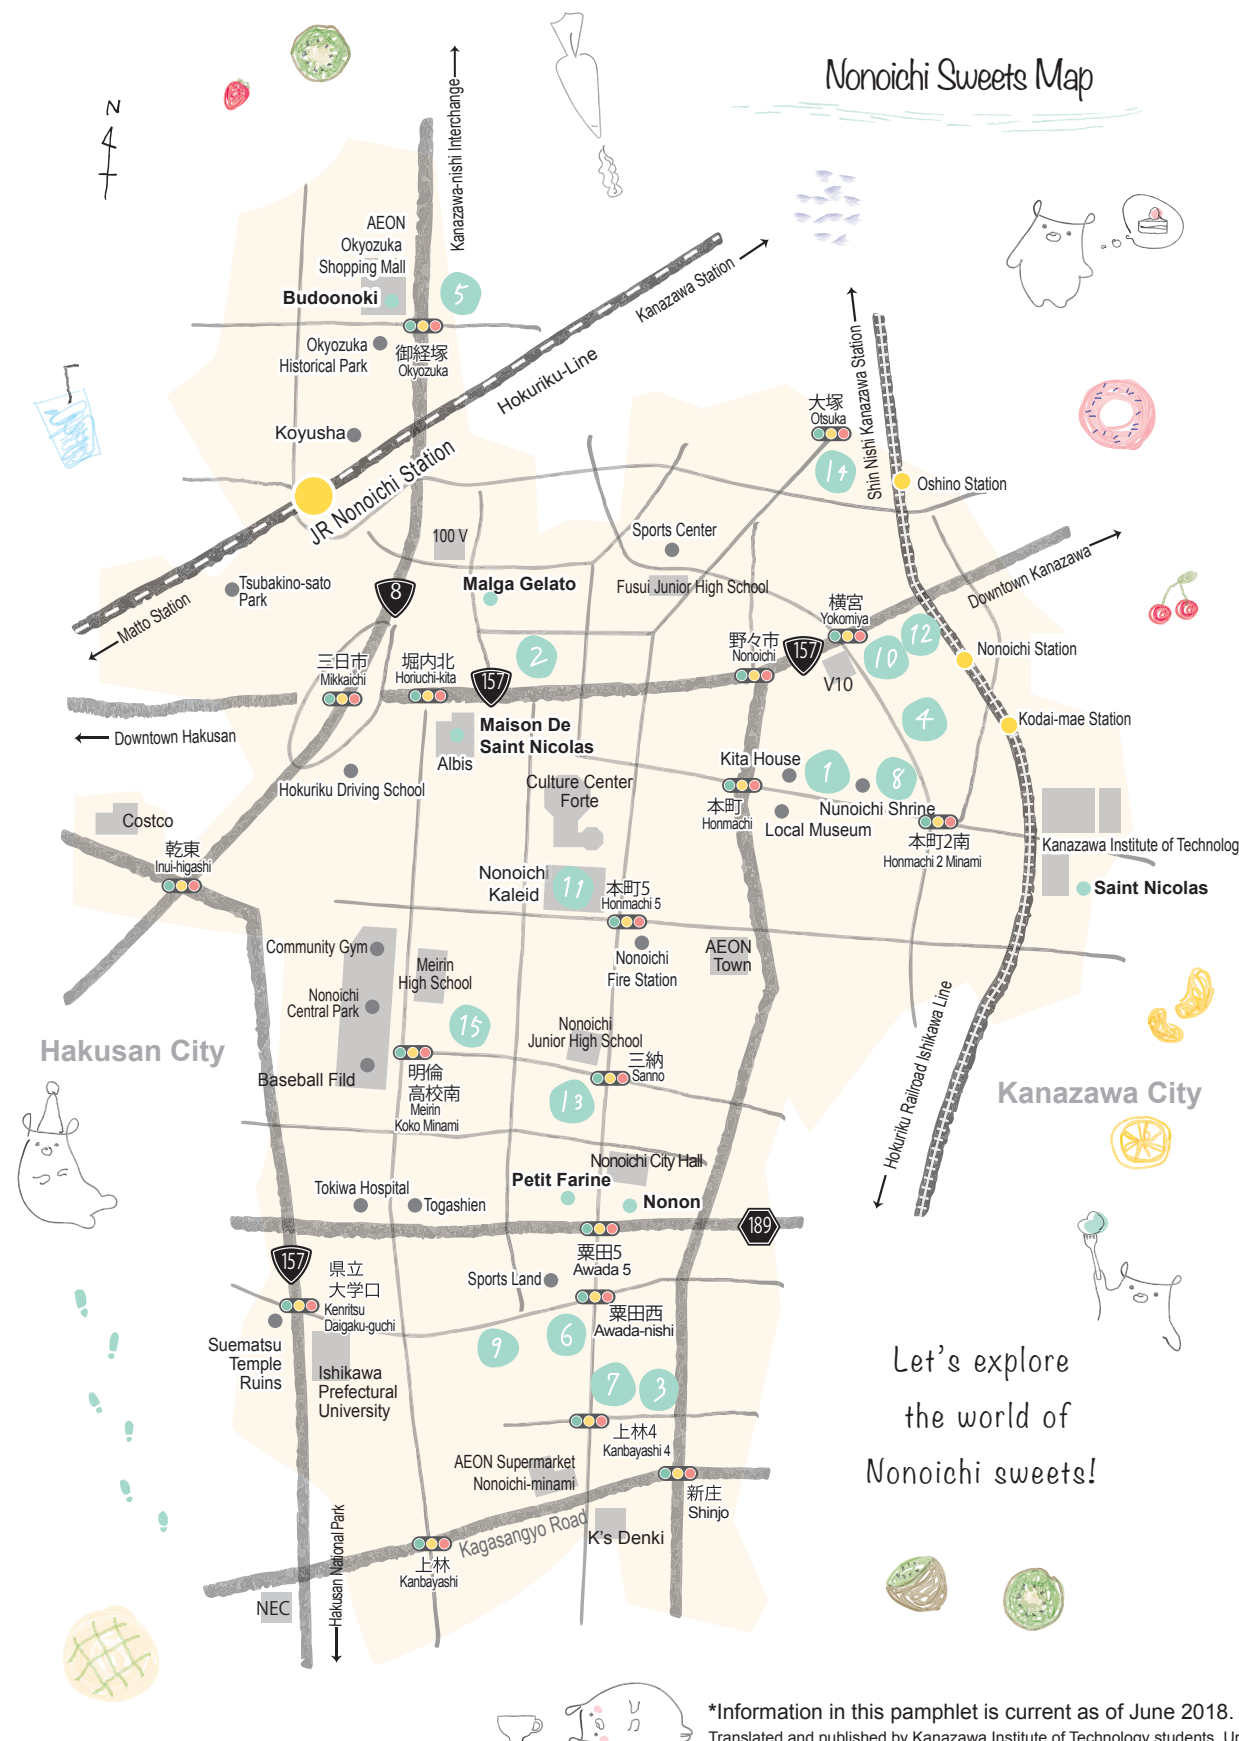 Nonoichi Sweets Map
N
Kanazawa-nishi Interchange
AEON
Okyozuka
Shopping Mall
Budoonoki
5
Okyozuka
Historical Park
御経塚
Okyozuka
Kanazawa Station
Hokuriku-Line
Koyusha
JR Nonoichi Station
Shin Nishi Kanazawa Station
大塚
Otsuka
14
Oshino Station
100 V
Sports Center
Fusui Junior High School
Downtown Kanazawa
Tsubakino-sato
Park
Matto Station
8
Malga Gelato
2
横宮
Yokomiya
野々市
Nonoichi
157
12
10
V10
Nonoichi Station
三日市
Mikkaichi
堀内北
Horiuchi-kita
157
Kodai-mae Station
4
Downtown Hakusan
Maison De
Saint Nicolas
Albis
Hokuriku Driving School
Culture Center
Forte
Kita House
1
8
本町
Honmachi
Nunoichi Shrine
Local Museum
本町2南
Honmachi 2 Minami
Kanazawa Institute of Technolog
Saint Nicolas
Costco
乾東
Inui-higashi
Nonoichi
Kaleid
11
本町5
Honmachi 5
Nonoichi
Fire Station
AEON
Town
Community Gym
Meirin
High School
Nonoichi
Central Park
15
Nonoichi
Junior High School
Hakusan City
Baseball Fild
明倫
高校南
Meirin
Koko Minami
三納
Sanno
13
Kanazawa City
Hokuriku Railroad Ishikawa Line
Nonoichi City Hall
Tokiwa Hospital
Togashien
Petit Farine
Nonon
189
157
粟田5
Awada 5
県立
大学口
Kenritsu
Daigaku-guchi
Sports Land
粟田西
Awada-nishi
Suematsu
Temple
Ruins
Ishikawa
Prefectural
University
9
6
7
3
上林4
Kanbayashi 4
Let's explore
the world of
Nonoichi sweets!
AEON Supermarket
Nonoichi-minami
新庄
Shinjo
Kagasangyo Road
K's Denki
上林
Kanbayashi
Hakusan National Park
NEC
*Information in this pamphlet is current as of June 2018.
Translated and published by Kanazawa Institute of Technology students, Un